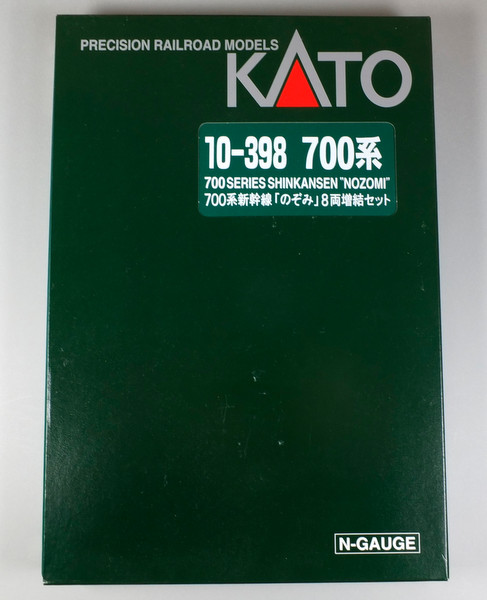 PRECISION RAILROAD MODELS
KATO
10-398 700系
700 SERIES SHINKANSEN "NOZOMI"
700系新幹線「のぞみ」8両増結セット
N-GAUGE